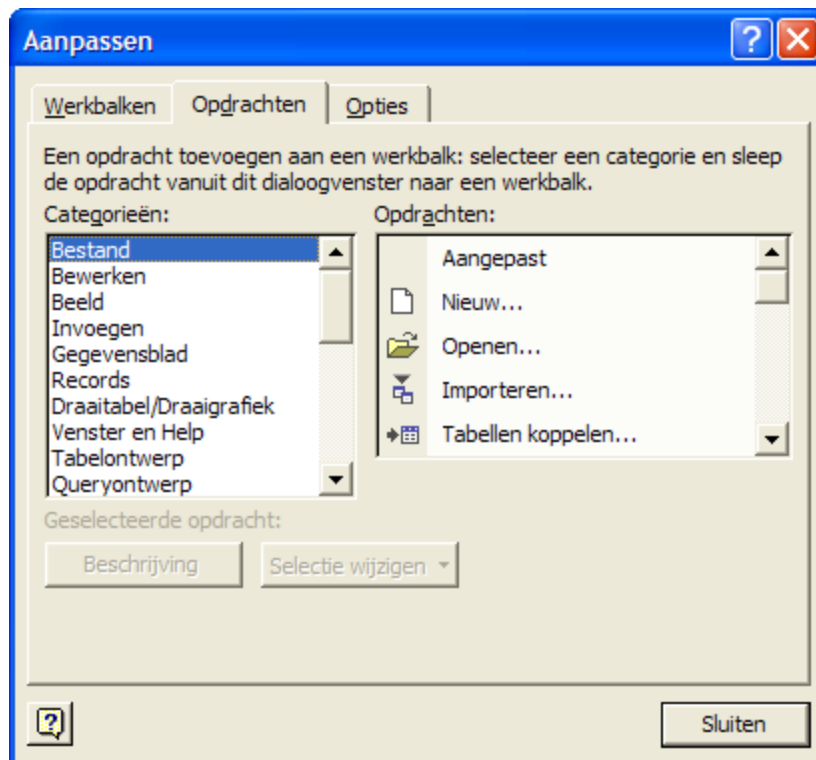 Aanpassen
Werkbalken Opdrachten Opties
Een opdracht toevoegen aan een werkbalk: selecteer een categorie en sleep
de opdracht vanuit dit dialoogvenster naar een werkbalk.
Categorieën:
Bestand
Bewerken
Beeld
Invoegen
Gegevensblad
Records
Draaitabel/Draaigrafiek
Venster en Help
Tabelontwerp
Queryontwerp
Opdrachten:
Aangepast
Nieuw...
Openen...
Importeren...
Tabellen koppelen...
Geselecteerde opdracht:
Beschrijving Selectie wijzigen
Sluiten